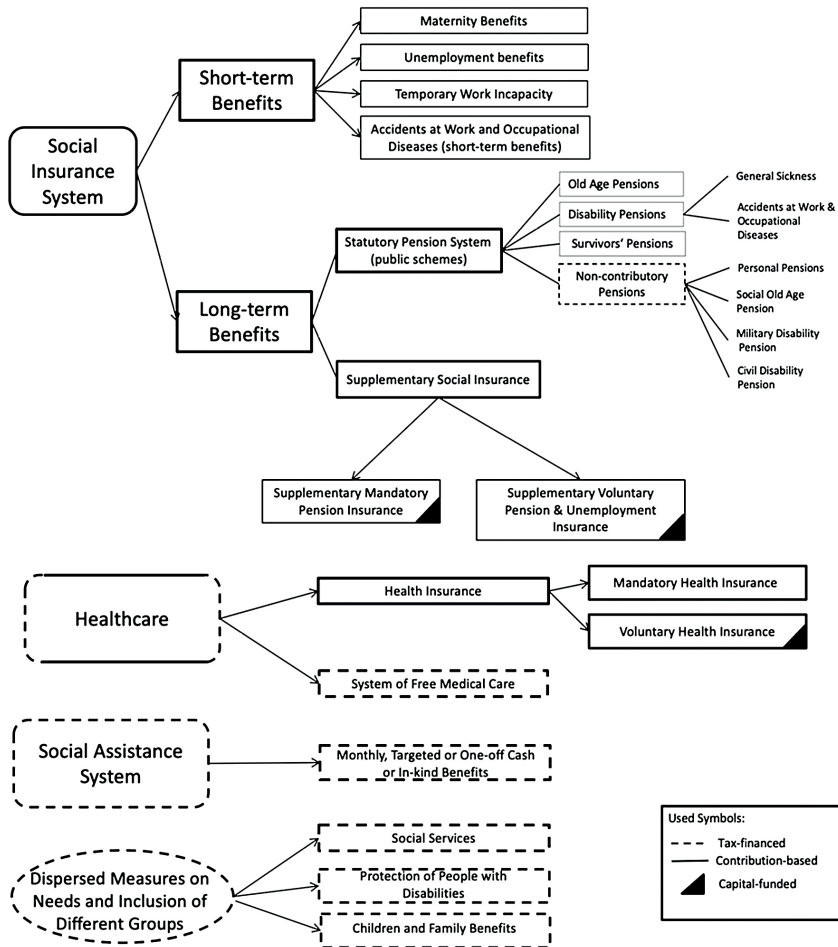 Maternity Benefits
Unemployment benefits
Short-term
Benefits
Temporary Work Incapacity
Accidents at Work and Occupational
Diseases (short-term benefits)
Social
Insurance
System
Old Age Pensions
General Sickness
Disability Pensions
Accidents at Work &
Occupational
Diseases
Statutory Pension System
(public schemes)
Survivors' Pensions
Non-contributory
Pensions
Personal Pensions
Social Old Age
Pension
Military Disability
Pension
Civil Disability
Pension
Long-term
Benefits
Supplementary Social Insurance
Supplementary Mandatory
Pension Insurance
Supplementary Voluntary
Pension & Unemployment
Insurance
Healthcare
Health Insurance
Mandatory Health Insurance
Voluntary Health Insurance
System of Free Medical Care
Social Assistance
System
Monthly, Targeted or One-off Cash
or In-kind Benefits
Dispersed Measures on
Needs and Inclusion of
Different Groups
Social Services
Protection of People with
Disabilities
Children and Family Benefits
Used Symbols:
Tax-financed
Contribution-based
Capital-funded